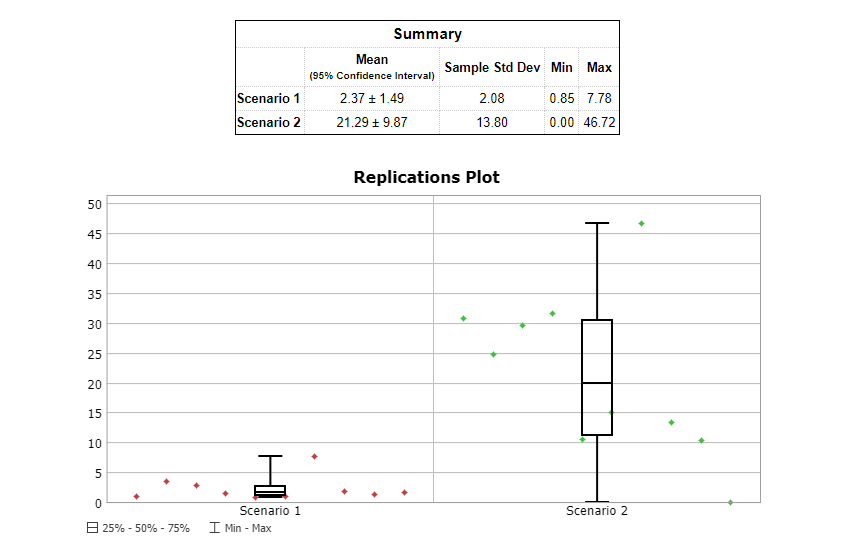 Summary
Mean
(95% Confidence Interval)
Sample Std Dev
Min
Max
Scenario 1 2.37 ± 1.49 2.08 0.85 7.78
Scenario 2 21.29 ± 9.87 13.80 0.00 46.72
Replications Plot
50
45
40
35
30
25
20
15
10
5
0
Scenario 1 Scenario 2
25% - 50% - 75% Min - Max